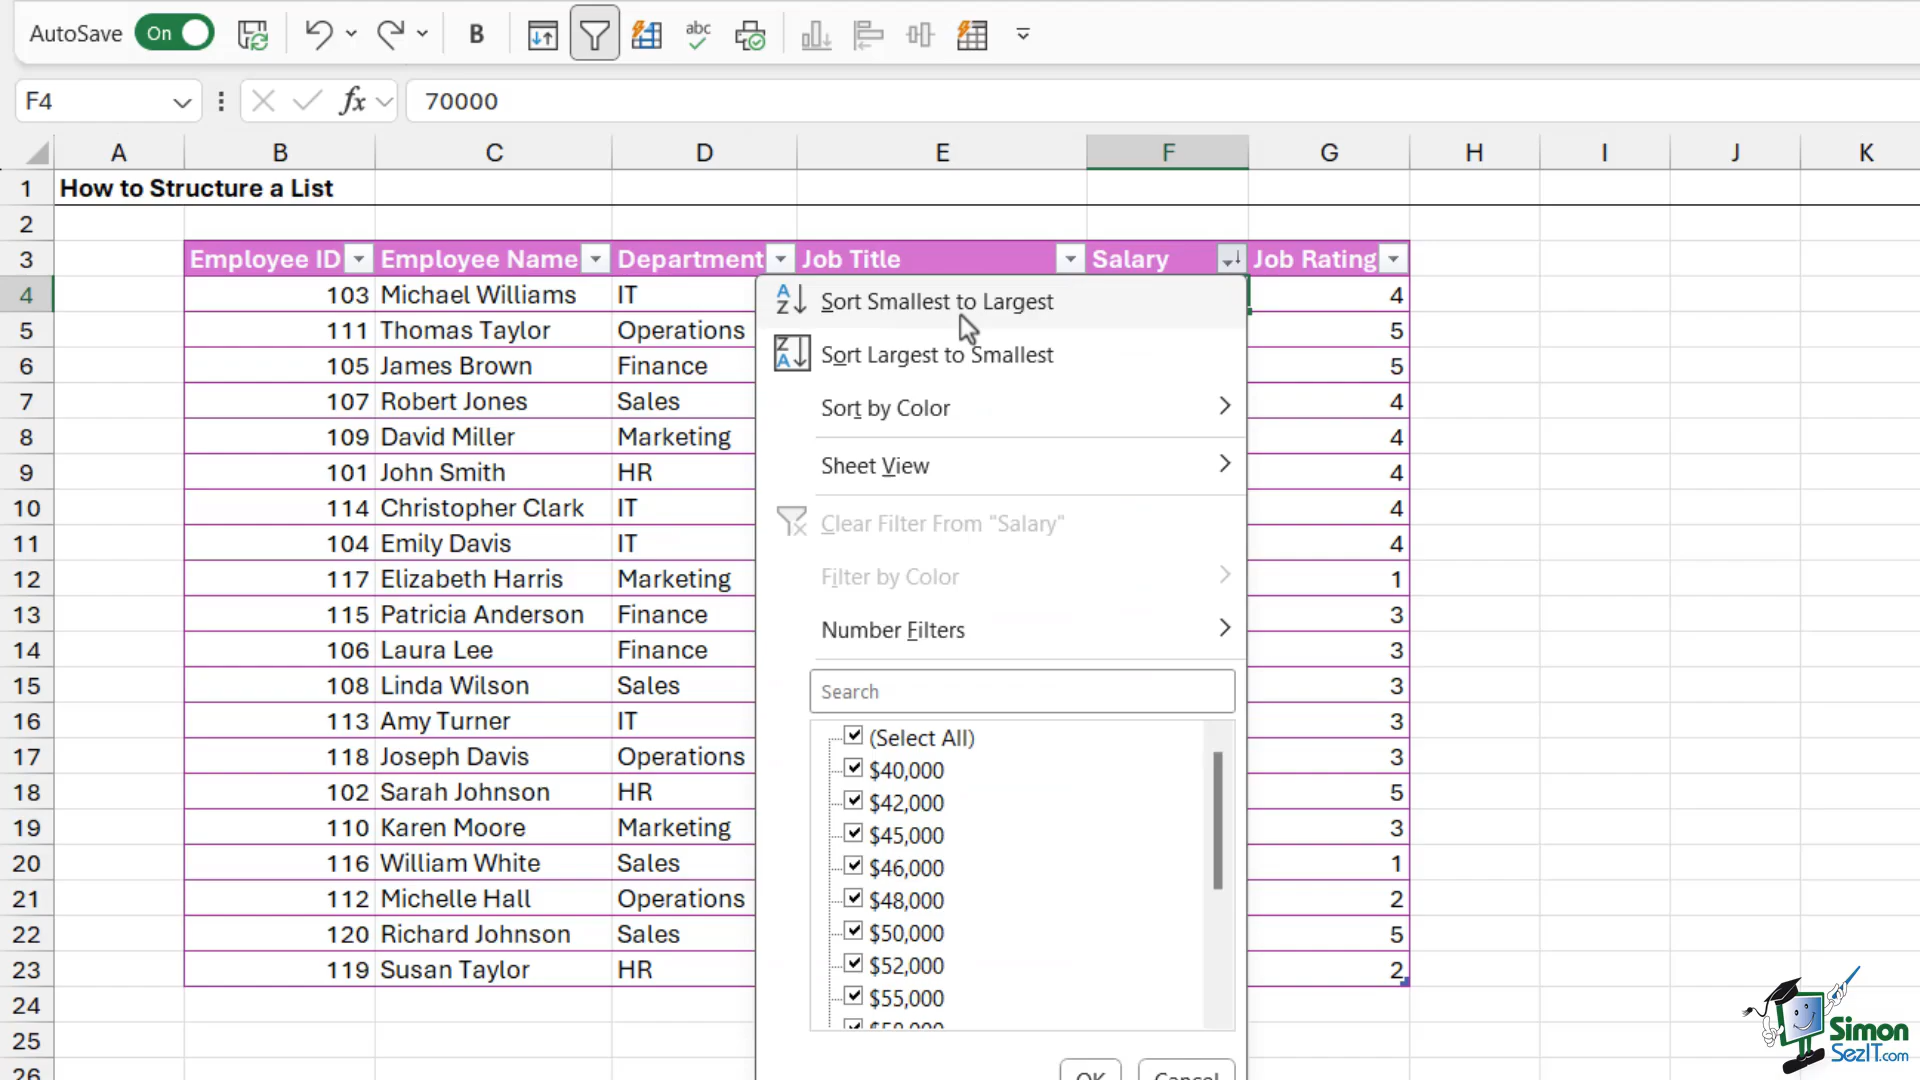 AutoSave On B abc
F4 fx 70000
A B C D E F G H I J K
1 How to Structure a List
2
3 Employee ID Employee Name Department Job Title Salary Job Rating
4 103 Michael Williams IT 4
5 111 Thomas Taylor Operations 5
6 105 James Brown Finance 5
7 107 Robert Jones Sales 4
8 109 David Miller Marketing 4
9 101 John Smith HR 4
10 114 Christopher Clark IT 4
11 104 Emily Davis IT 4
12 117 Elizabeth Harris Marketing 1
13 115 Patricia Anderson Finance 3
14 106 Laura Lee Finance 3
15 108 Linda Wilson Sales 3
16 113 Amy Turner IT 3
17 118 Joseph Davis Operations 3
18 102 Sarah Johnson HR 5
19 110 Karen Moore Marketing 3
20 116 William White Sales 1
21 112 Michelle Hall Operations 2
22 120 Richard Johnson Sales 5
23 119 Susan Taylor HR 2
24
25
26
Sort Smallest to Largest
Sort Largest to Smallest
Sort by Color
Sheet View
Clear Filter From "Salary"
Filter by Color
Number Filters
Search
(Select All)
$40,000
$42,000
$45,000
$46,000
$48,000
$50,000
$52,000
$55,000
OK Cancel
Simon
SezIT.com